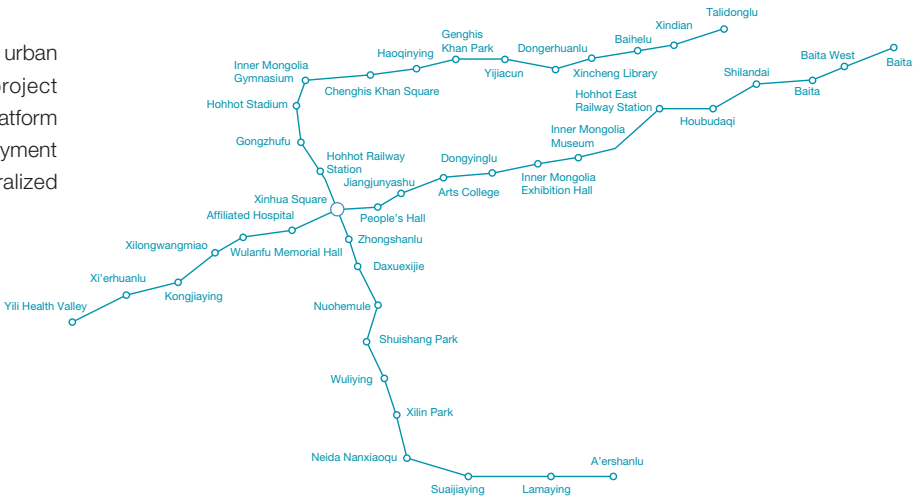 urban
roject
atform
yment
ralized
Talidonglu
Xindian
Baihelu
Genghis
Khan Park
Dongerhuanlu
Haoqinying
Baita West
Baita
Inner Mongolia
Gymnasium
Yijiacun
Xincheng Library
Shilandai
Chenghis Khan Square
Baita
Hohhot Stadium
Hohhot East
Railway Station
Houbudaqi
Gongzhufu
Inner Mongolia
Museum
Hohhot Railway
Station
Dongyinglu
Jiangjunyashu
Arts College
Inner Mongolia
Exhibition Hall
Xinhua Square
Affiliated Hospital
People's Hall
Xilongwangmiao
Wulanfu Memorial Hall
Zhongshanlu
Daxuexijie
Xi'erhuanlu
Kongjiaying
Yili Health Valley
Nuohemule
Shuishang Park
Wuliying
Xilin Park
Neida Nanxiaoqu
A'ershanlu
Suaijiaying
Lamaying